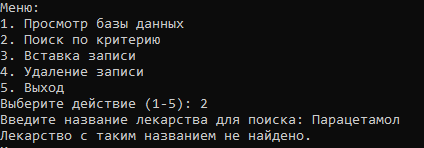 Меню:
1. Просмотр базы данных
2. Поиск по критерию
3. Вставка записи
4. Удаление записи
5. Выход
Выберите действие (1-5): 2
Введите название лекарства для поиска: Парацетамол
Лекарство с таким названием не найдено.